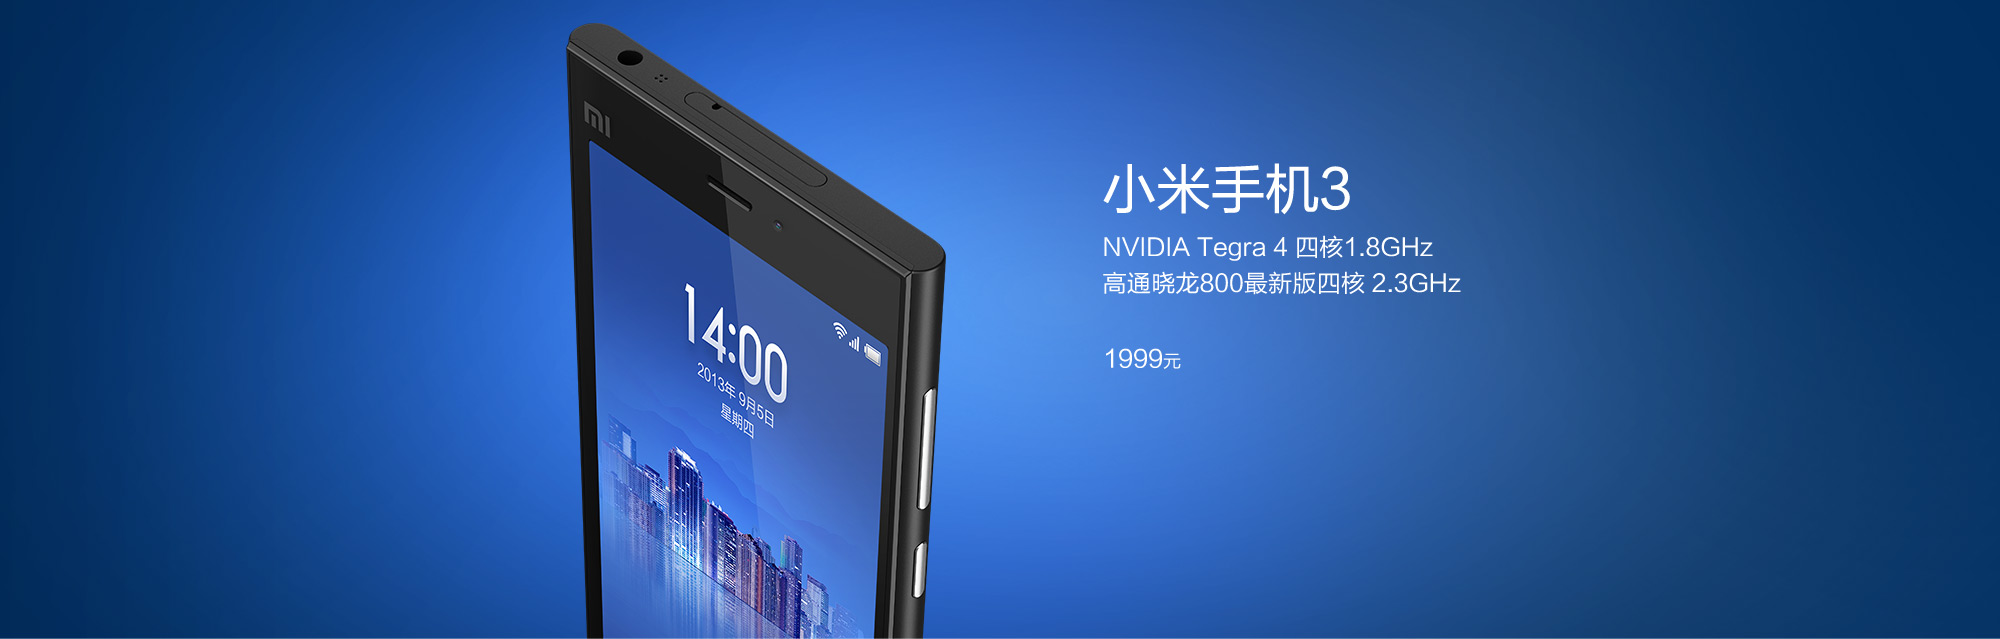 MI
14:00
2013年 9月5日
星期四
小米手机3
NVIDIA Tegra 4 四核1.8GHz
高通晓龙800最新版四核 2.3GHz
1999元